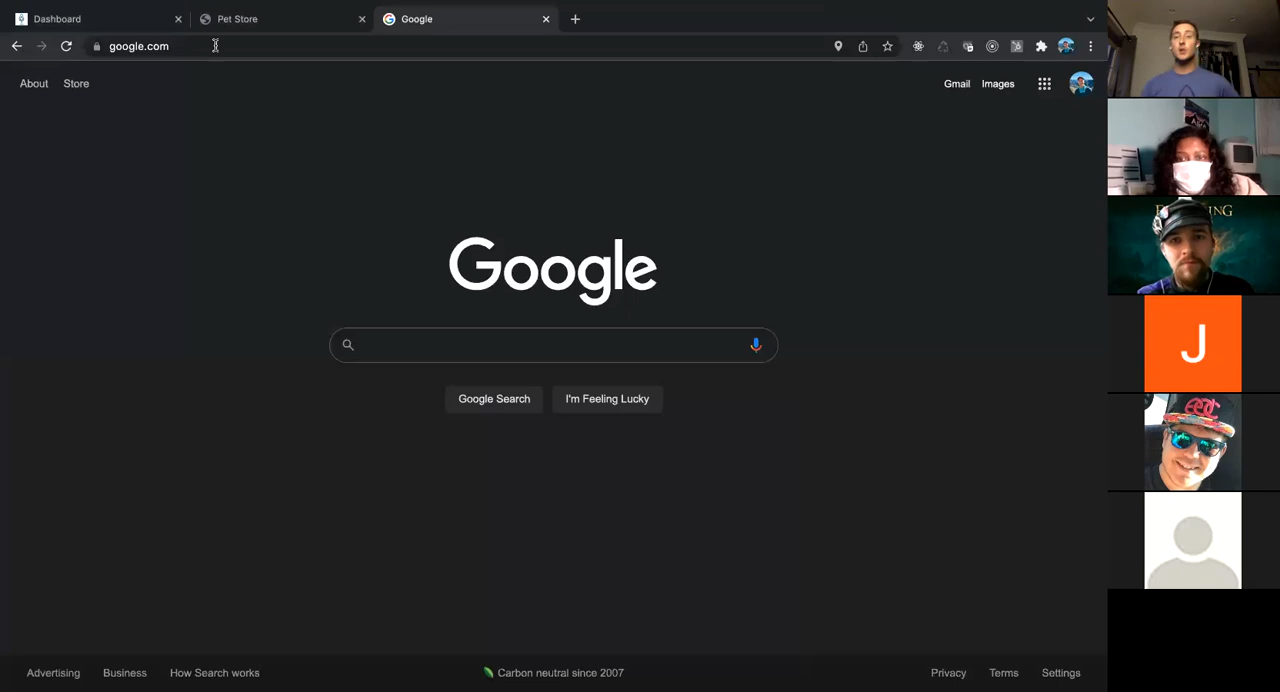 Dashboard
Pet Store
Google
google.com
About
Store
Gmail
Images
Google
Google Search
I'm Feeling Lucky
Advertising
Business
How Search works
Carbon neutral since 2007
Privacy
Terms
Settings
J